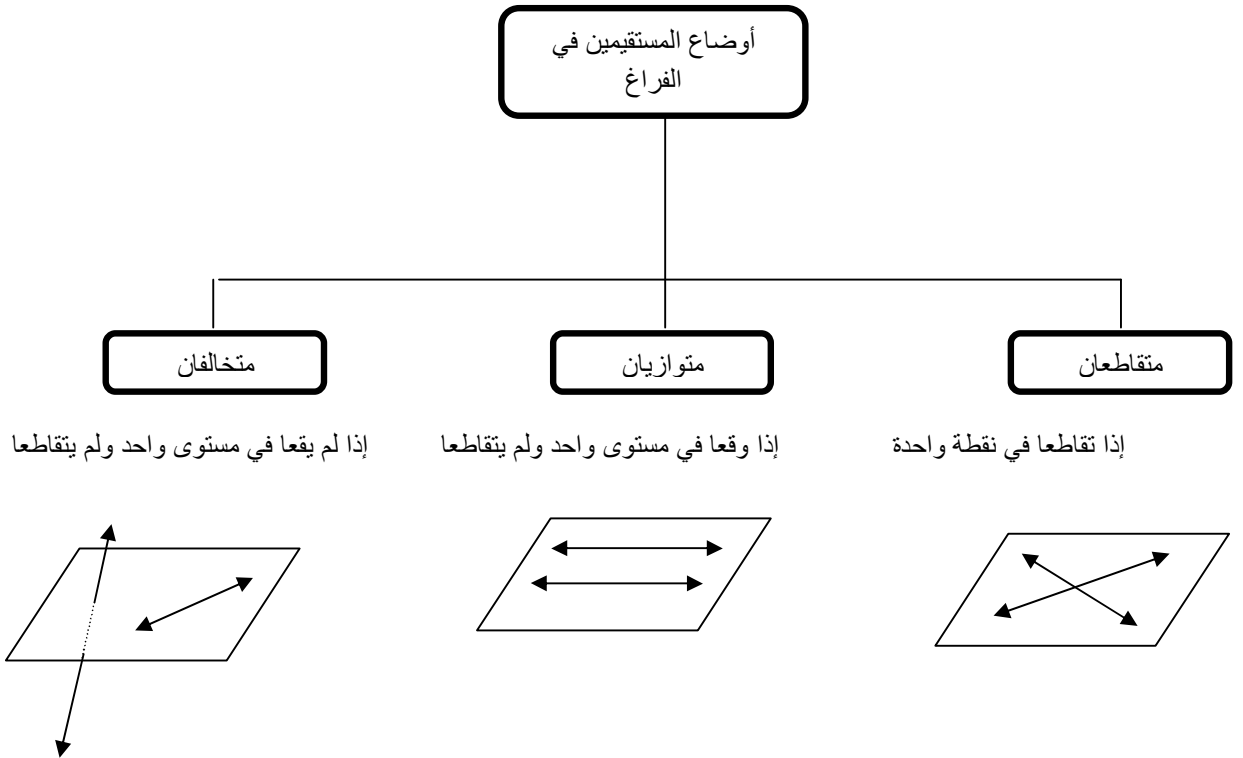 أوضاع المستقيمين في
الفراغ
متقاطعان
متوازيان
متخالفان
إذا تقاطعا في نقطة واحدة
إذا وقعا في مستوى واحد ولم يتقاطعا
إذا لم يقعا في مستوى واحد ولم يتقاطعا